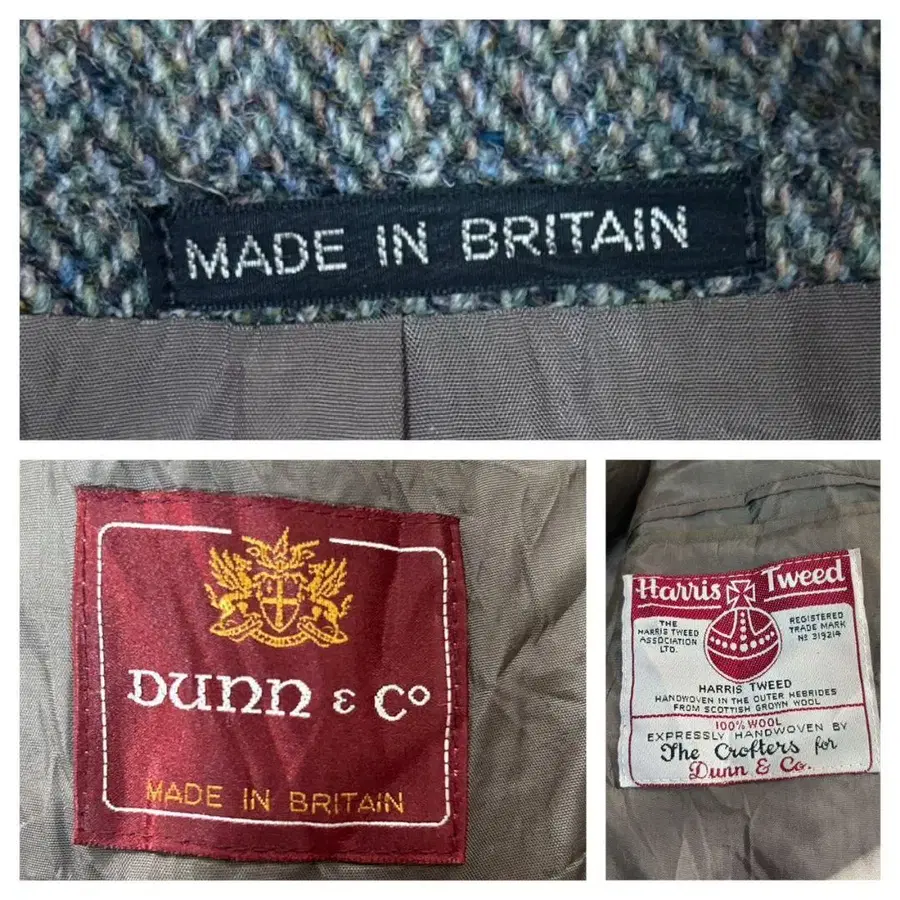 MADE IN BRITAIN
DUNN & Co
MADE IN BRITAIN
Harris Tweed
THE
HARRIS TWEED
ASSOCIATION
LTD.
REGISTERED
TRADE MARK
No 319214
HARRIS TWEED
HANDWOVEN IN THE OUTER HEBRIDES
FROM SCOTTISH GROWN WOOL
100% WOOL
EXPRESSLY HANDWOVEN BY
The Crofters for
Dunn & Co.